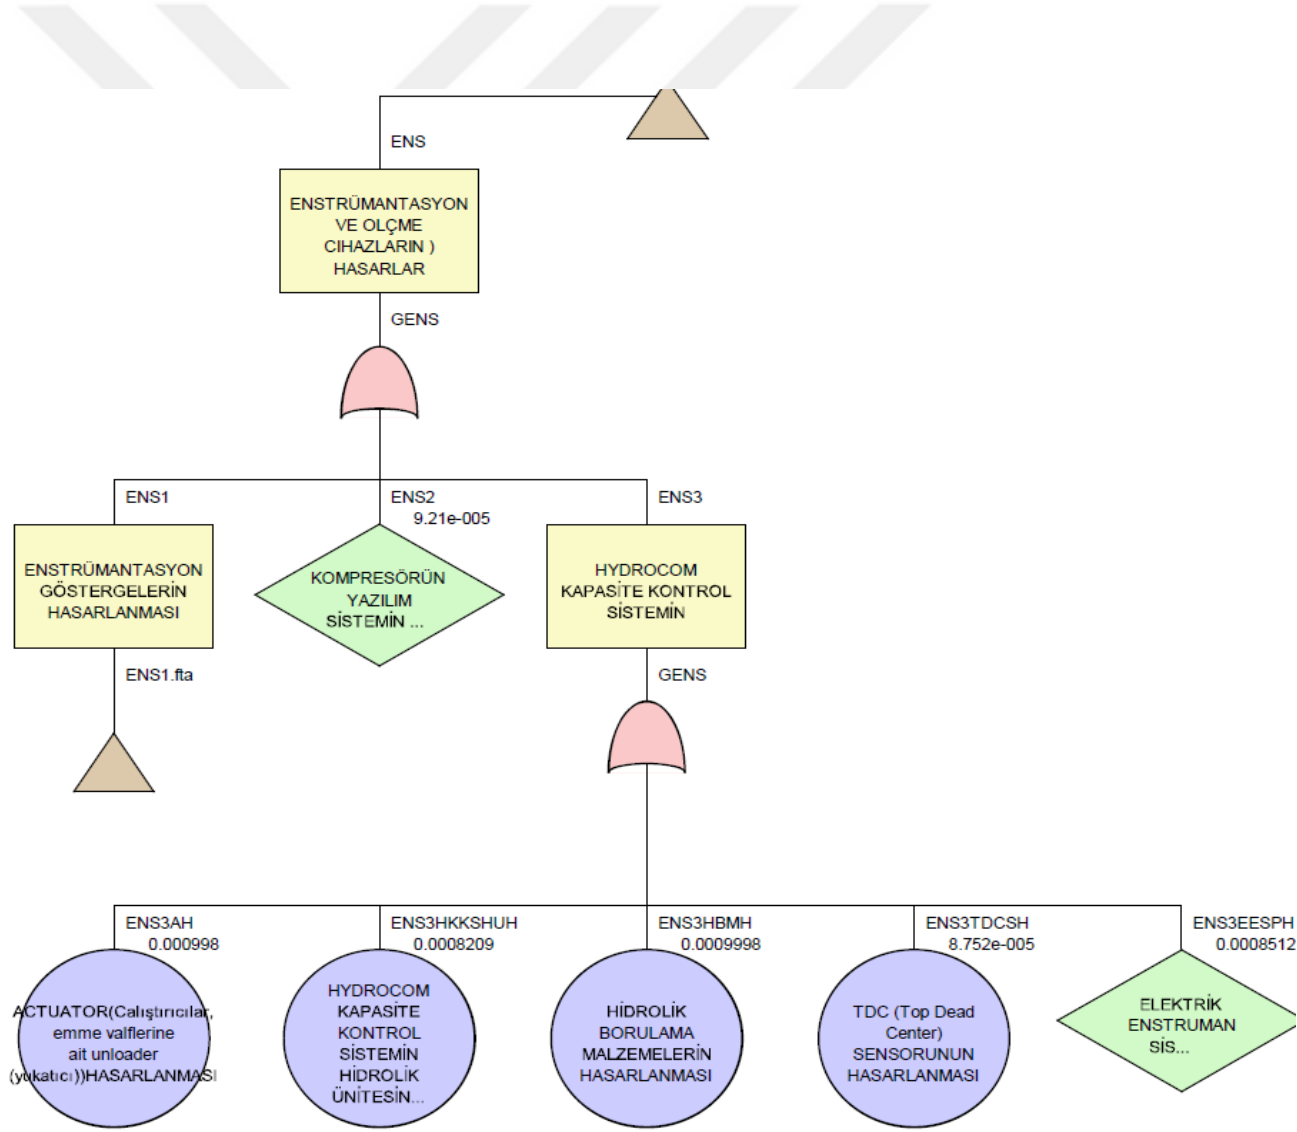 ENS
ENSTRÜMANTASYON
VE OLÇME
CIHAZLARIN )
HASARLAR
GENS
ENS1
ENSTRÜMANTASYON
GÖSTERGELERİN
HASARLANMASI
ENS1.fta
ENS2
9.21e-005
KOMPRESÖRÜN
YAZILIM
SİSTEMİN ...
ENS3
HYDROCOM
KAPASİTE KONTROL
SİSTEMİN
GENS
ENS3AH
0.000998
ACTUATOR(Calıştırıcılar,
emme valflerine
ait unloader
(yukatıcı))HASARLANMASI
ENS3HKKSHUH
0.0008209
HYDROCOM
KAPASİTE
KONTROL
SİSTEMİN
HİDROLİK
ÜNİTESİN...
ENS3HBMH
0.0009998
HİDROLİK
BORULAMA
MALZEMELERİN
HASARLANMASI
ENS3TDCSH
8.752e-005
TDC (Top Dead
Center)
SENSORUNUN
HASARLANMASI
ENS3EESPH
0.0008512
ELEKTRİK
ENSTRUMAN
SİS...